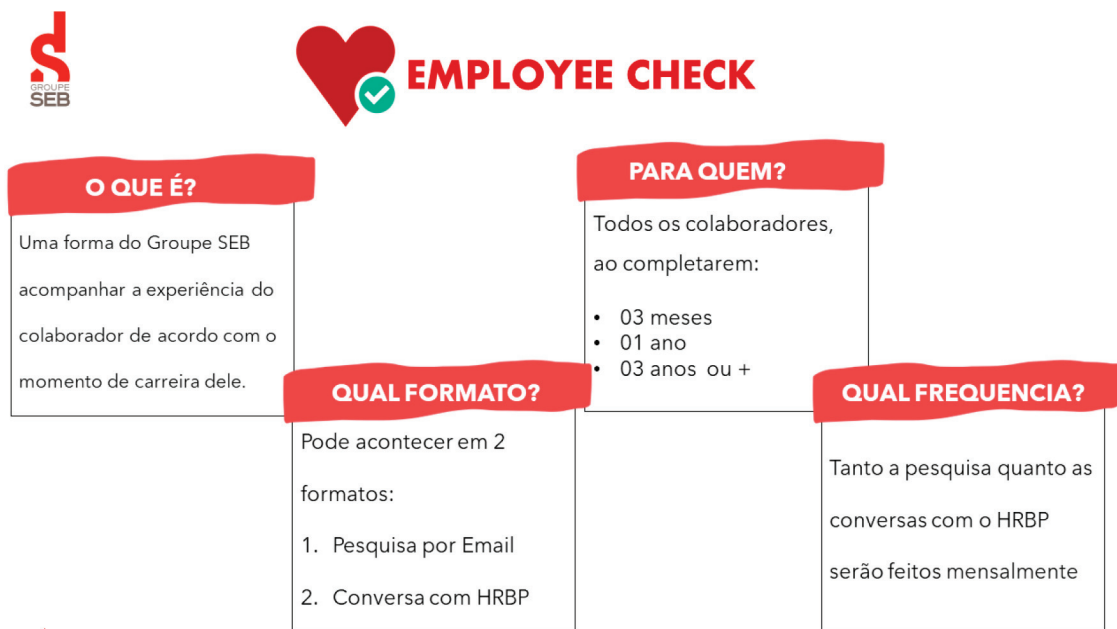 GROUPE
SEB
EMPLOYEE CHECK
O QUE É?
Uma forma do Groupe SEB
acompanhar a experiência do
colaborador de acordo com o
momento de carreira dele.
QUAL FORMATO?
Pode acontecer em 2
formatos:
1. Pesquisa por Email
2. Conversa com HRBP
PARA QUEM?
Todos os colaboradores,
ao completarem:
• 03 meses
• 01 ano
• 03 anos ou +
QUAL FREQUENCIA?
Tanto a pesquisa quanto as
conversas com o HRBP
serão feitos mensalmente